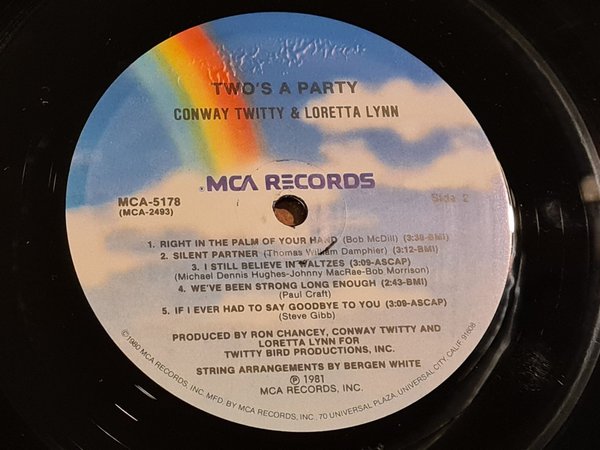 TWO'S A PARTY
CONWAY TWITTY & LORETTA LYNN
MCA RECORDS
MCA-5178
(MCA-2493)
Side 2
1. RIGHT IN THE PALM OF YOUR HAND (Bob McDill) (3:38-BMI)
2. SILENT PARTNER (Thomas William Damphier) (3:12-BMI)
3. I STILL BELIEVE IN WALTZES (3:09-ASCAP)
(Michael Dennis Hughes-Johnny MacRae-Bob Morrison)
4. WE'VE BEEN STRONG LONG ENOUGH (2:43-BMI)
(Paul Craft)
5. IF I EVER HAD TO SAY GOODBYE TO YOU (3:09-ASCAP)
(Steve Gibb)
PRODUCED BY RON CHANCEY, CONWAY TWITTY AND
LORETTA LYNN FOR
TWITTY BIRD PRODUCTIONS, INC.
STRING ARRANGEMENTS BY BERGEN WHITE
℗ 1981
MCA RECORDS, INC.
©1980 MCA RECORDS, INC. MFD. BY MCA RECORDS, INC. 70 UNIVERSAL PLAZA, UNIVERSAL CITY, CALIF. 91608